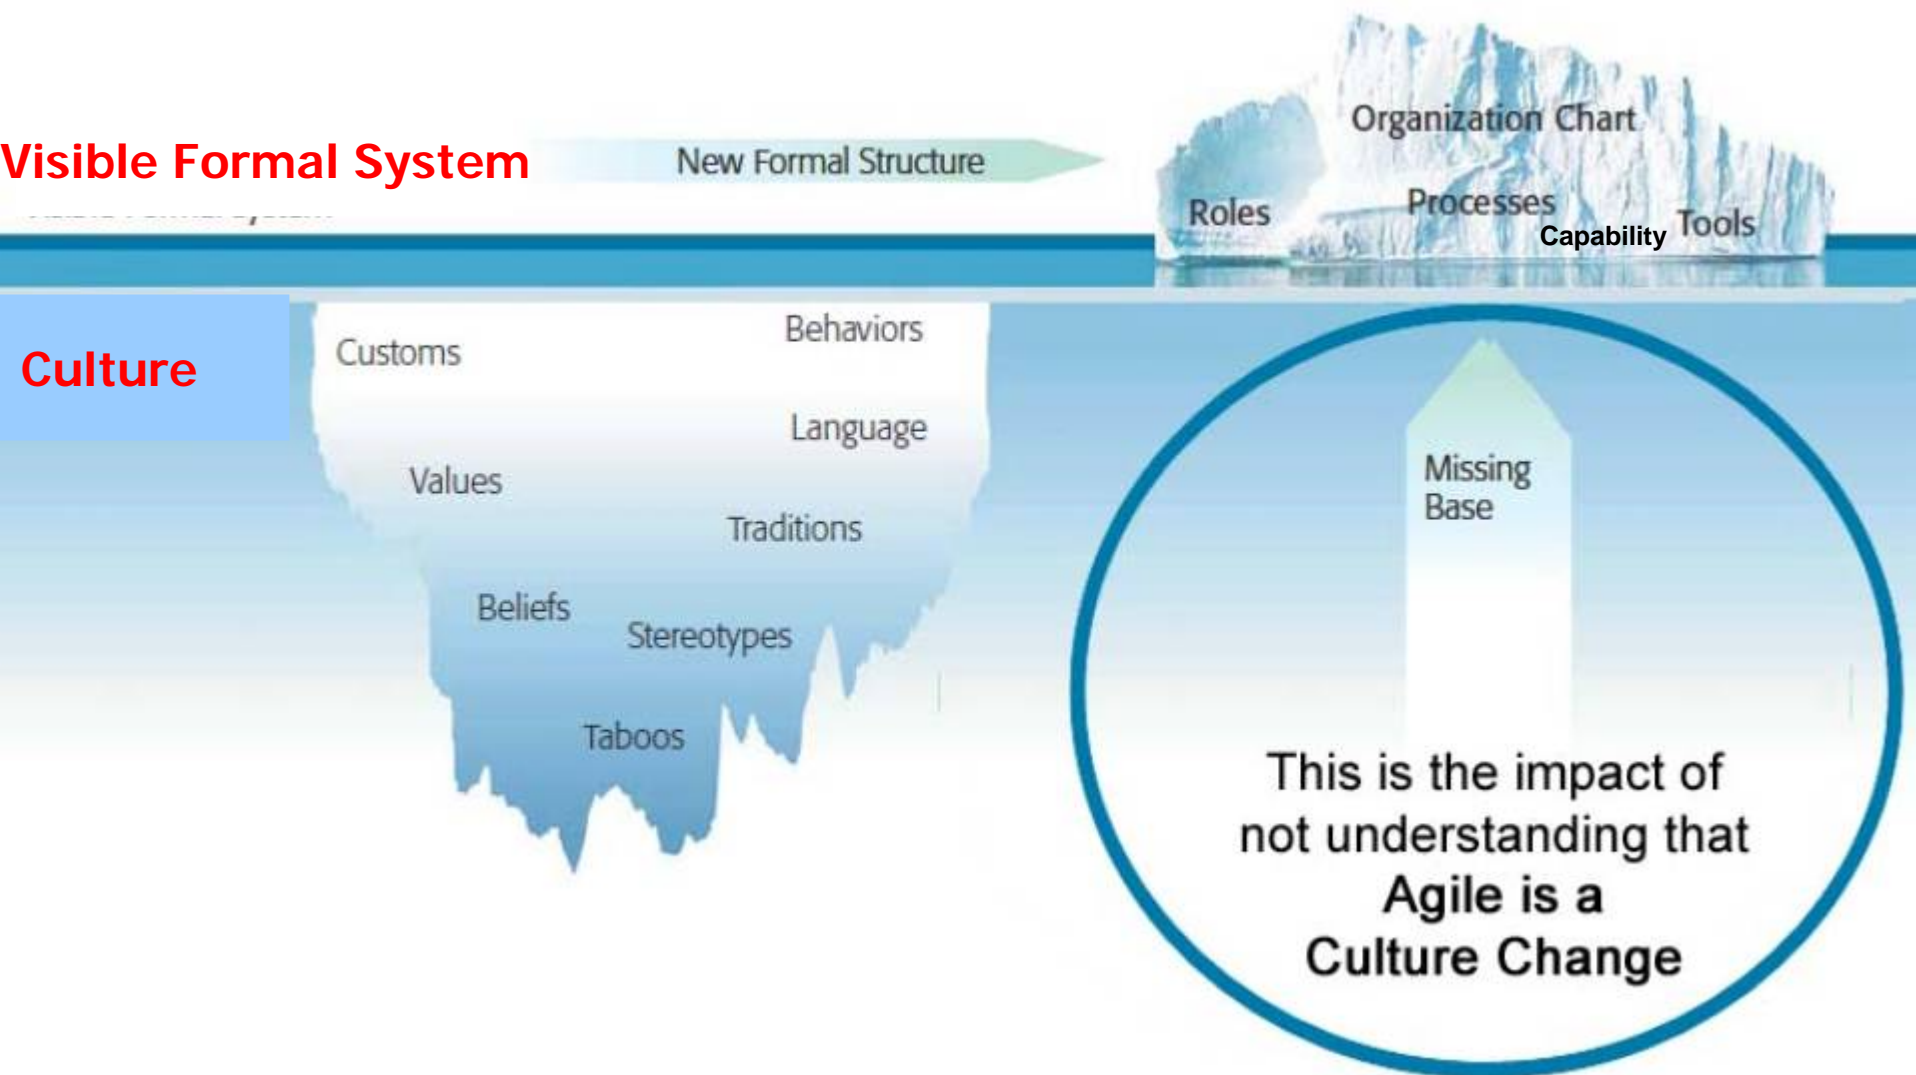 Organization Chart
Visible Formal System
New Formal Structure
Roles
Processes
Capability
Tools
Culture
Customs
Behaviors
Language
Values
Traditions
Beliefs
Stereotypes
Taboos
Missing
Base
This is the impact of
not understanding that
Agile is a
Culture Change